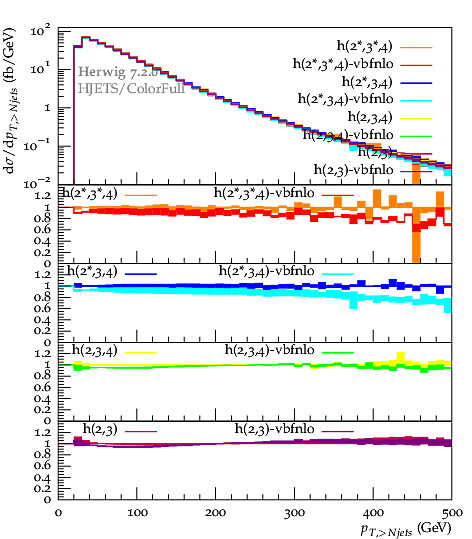 10²
h(2*,3*,4)
h(2*,3*,4)-vbfnlo
h(2*,3,4)
h(2*,3,4)-vbfnlo
h(2,3,4)
h(2,3,4)-vbfnlo
h(2,3)
h(2,3)-vbfnlo
Herwig 7.2.0
HJETS/ColorFull
dσ/dp_{T,>Njets} (fb/GeV)
10¹
1
10⁻¹
10⁻²
h(2*,3*,4) h(2*,3*,4)-vbfnlo
1.2
1
0.8
0.6
0.4
0.2
0
h(2*,3,4) h(2*,3,4)-vbfnlo
1.2
1
0.8
0.6
0.4
0.2
0
h(2,3,4) h(2,3,4)-vbfnlo
1.2
1
0.8
0.6
0.4
0.2
0
h(2,3) h(2,3)-vbfnlo
1.2
1
0.8
0.6
0.4
0.2
0
0 100 200 300 400 500
p_{T,>Njets} (GeV)